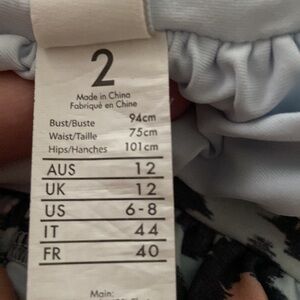 2
Made in China
Fabriqué en Chine
Bust/Buste 94cm
Waist/Taille 75cm
Hips/Hanches 101cm
AUS 12
UK 12
US 6-8
IT 44
FR 40
Main: